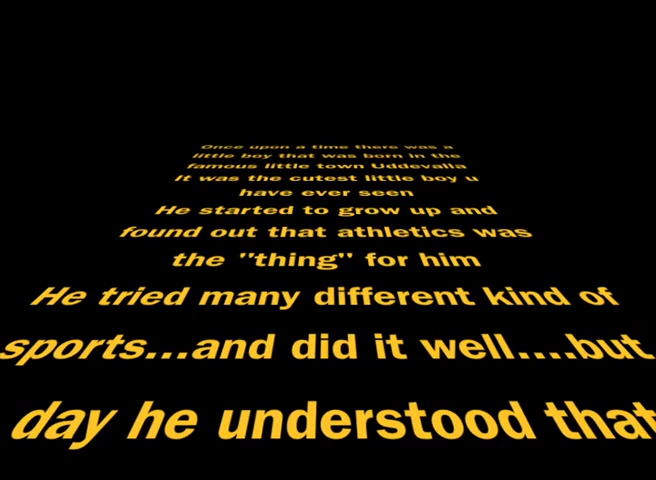 Once upon a time there was a
little boy that was born in the
famous little town Uddevalla
It was the cutest little boy u
have ever seen
He started to grow up and
found out that athletics was
the "thing" for him
He tried many different kind of
sports...and did it well....but
day he understood that